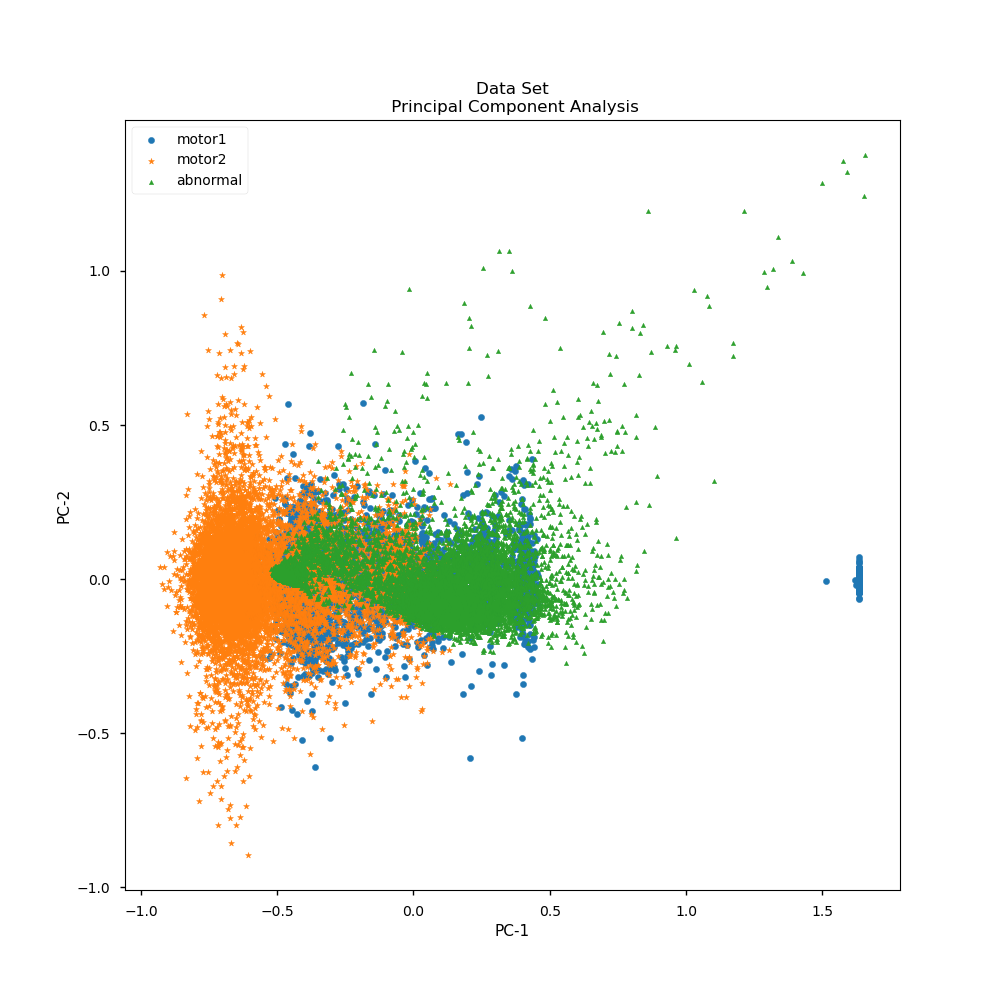 Data Set
Principal Component Analysis
motor1
motor2
abnormal
1.0
0.5
0.0
−0.5
−1.0
PC-2
−1.0 −0.5 0.0 0.5 1.0 1.5
PC-1